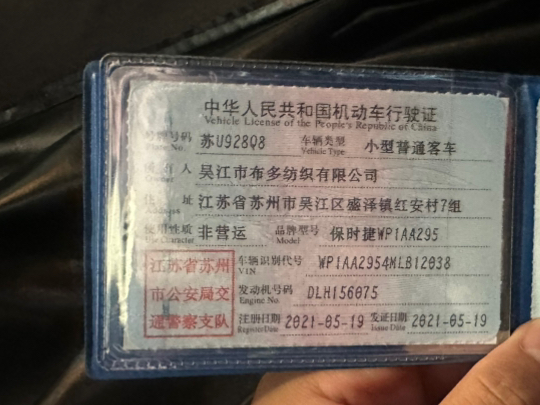 中华人民共和国机动车行驶证
Vehicle License of the People's Republic of China
号牌号码 苏U928Q8 车辆类型 小型普通客车
Plate No. Vehicle Type
所有人 吴江市布多纺织有限公司
Owner
住 址 江苏省苏州市吴江区盛泽镇红安村7组
Address
使用性质 非营运 品牌型号 保时捷WP1AA295
Use Character Model
江苏省苏州 车辆识别代号 WP1AA2954MLB12038
VIN
市公安局交 发动机号码 DLH156075
Engine No.
通警察支队 注册日期 2021-05-19 发证日期 2021-05-19
Register Date Issue Date